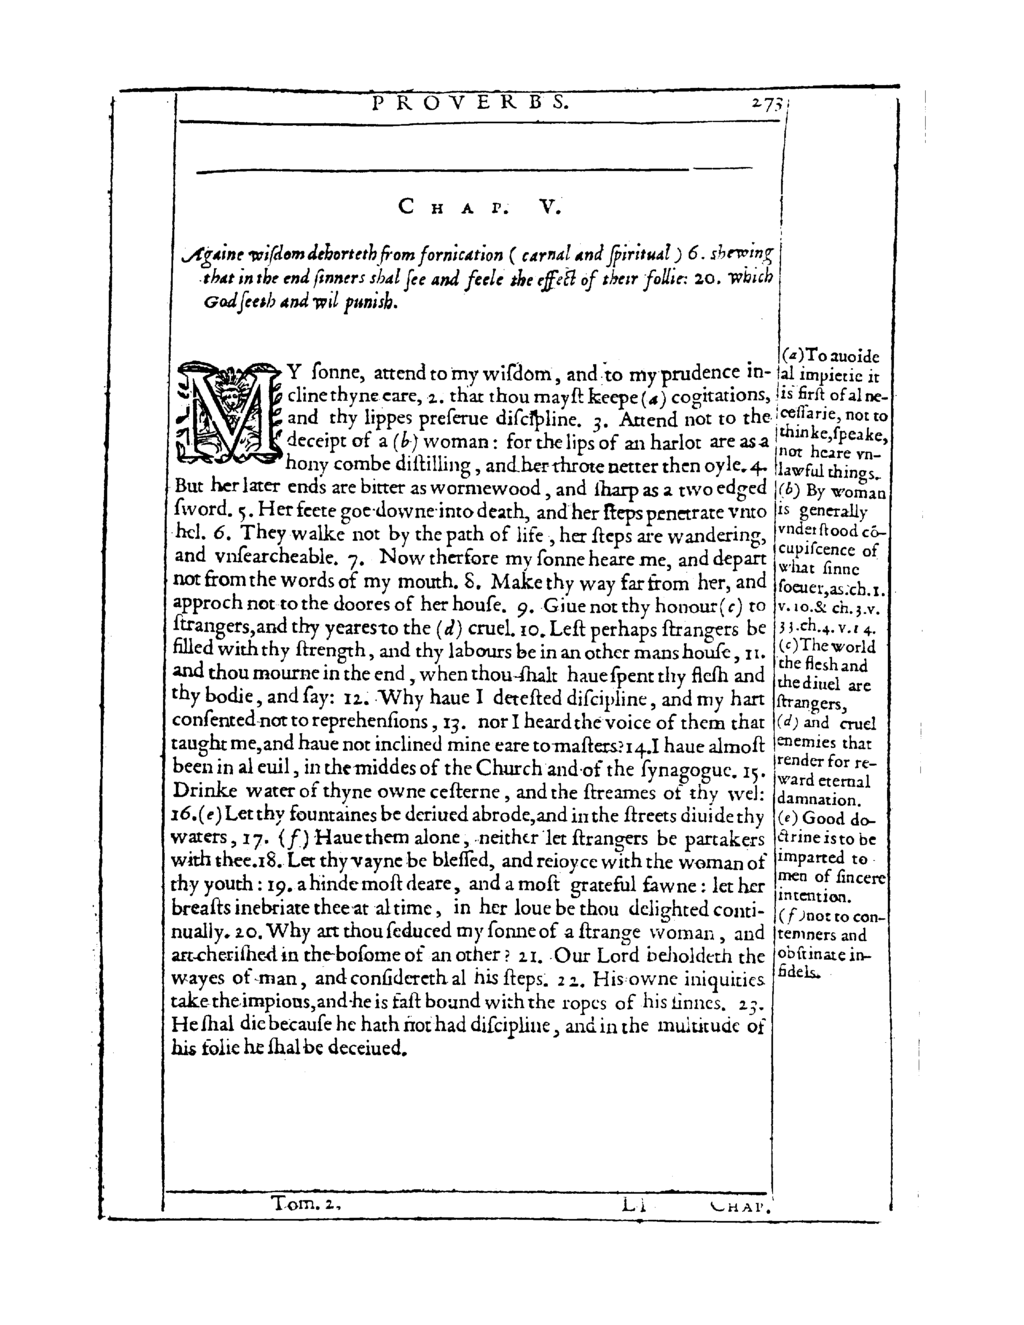 PROVERBS. 273
CHAP. V.
Againe wiſdom dehorteth from fornication ( carnal and ſpiritual ) 6. shewing
that in the end ſinners shal ſee and feele the effect of their follie: 20. which
God ſeeth and wil punish.
MY ſonne, attend to my wiſdom, and to my prudence in-
cline thyne eare, 2. that thou mayſt keepe (a) cogitations,
and thy lippes preſerue diſcipline. 3. Attend not to the
deceipt of a (b) woman: for the lips of an harlot are as a
hony combe diſtilling, and her throte netter then oyle. 4.
But her later ends are bitter as wormewood, and ſharp as a two edged
ſword. 5. Her feete goe downe into death, and her ſteps penetrate vnto
hel. 6. They walke not by the path of life, her ſteps are wandering,
and vnſearcheable. 7. Now therfore my ſonne heare me, and depart
not from the words of my mouth. 8. Make thy way far from her, and
approch not to the doores of her houſe. 9. Giue not thy honour (c) to
ſtrangers, and thy yeares to the (d) cruel. 10. Leſt perhaps ſtrangers be
filled with thy ſtrength, and thy labours be in an other mans houſe, 11.
and thou mourne in the end, when thou ſhalt haue ſpent thy fleſh and
thy bodie, and ſay: 12. Why haue I deteſted diſcipline, and my hart
conſented not to reprehenſions, 13. nor I heard the voice of them that
taught me, and haue not inclined mine eare to maſters? 14. I haue almoſt
been in al euil, in the middes of the Church and of the ſynagogue. 15.
Drinke water of thyne owne ceſterne, and the ſtreames of thy wel:
16. (e) Let thy fountaines be deriued abrode, and in the ſtreets diuide thy
waters, 17. (f) Haue them alone, neither let ſtrangers be partakers
with thee. 18. Let thy vayne be bleſſed, and reioyce with the woman of
thy youth: 19. a hinde moſt deare, and a moſt grateful fawne: let her
breaſts inebriate thee at al time, in her loue be thou delighted conti-
nually. 20. Why art thou ſeduced my ſonne of a ſtrange woman, and
art cheriſhed in the boſome of an other? 21. Our Lord beholdeth the
wayes of man, and conſidereth al his ſteps. 22. His owne iniquities
take the impious, and he is faſt bound with the ropes of his ſinnes. 23.
He ſhal die becauſe he hath not had diſcipline, and in the multitude of
his folie he ſhal be deceiued.
(a) To auoide
al impietie it
is firſt of al ne-
ceſſarie, not to
thinke, ſpeake,
not heare vn-
lawful things.
(b) By woman
is generally
vnderſtood cō-
cupiſcence of
what ſinne
ſoeuer, as. ch. 1.
v. 10. & ch. 3. v.
33. ch. 4. v. 14.
(c) The world
the fleſh and
the diuel are
ſtrangers,
(d) and cruel
enemies that
render for re-
ward eternal
damnation.
(e) Good do-
ctrine is to be
imparted to
men of ſincere
intention.
(f) not to con-
temners and
obſtinate in-
fidels.
Tom. 2. Ll CHAP.